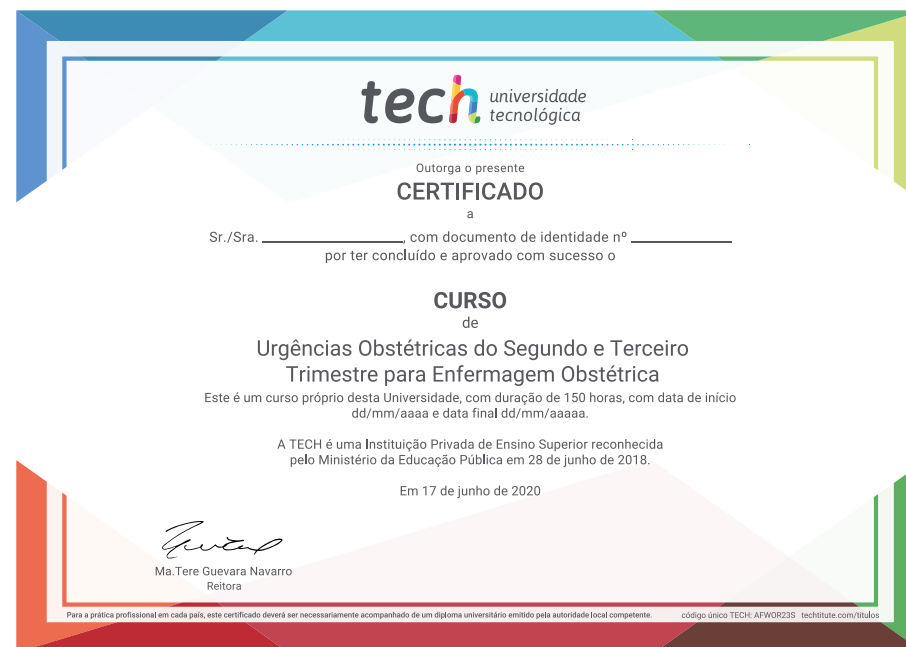 tech universidade
tecnológica
Outorga o presente
CERTIFICADO
a
Sr./Sra. ____________________, com documento de identidade nº ______________
por ter concluído e aprovado com sucesso o
CURSO
de
Urgências Obstétricas do Segundo e Terceiro
Trimestre para Enfermagem Obstétrica
Este é um curso próprio desta Universidade, com duração de 150 horas, com data de início
dd/mm/aaaa e data final dd/mm/aaaaa.
A TECH é uma Instituição Privada de Ensino Superior reconhecida
pelo Ministério da Educação Pública em 28 de junho de 2018.
Em 17 de junho de 2020
Ma.Tere Guevara Navarro
Reitora
Para a prática profissional em cada país, este certificado deverá ser necessariamente acompanhado de um diploma universitário emitido pela autoridade local competente. código único TECH: AFWOR23S techtitute.com/titulos